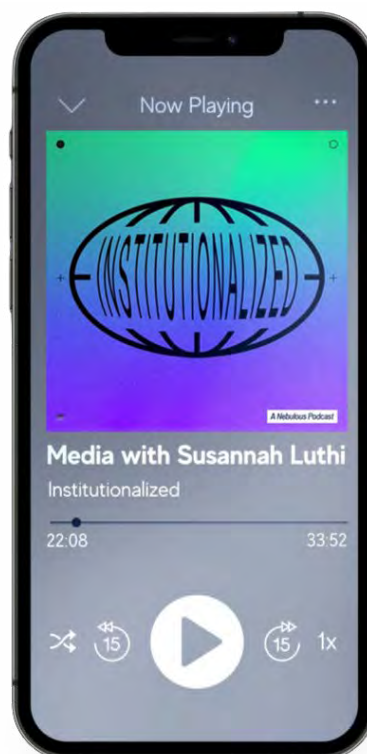 Now Playing
INSTITUTIONALIZED
A Nebulous Podcast
Media with Susannah Luthi
Institutionalized
22:08 33:52
15 15 1x